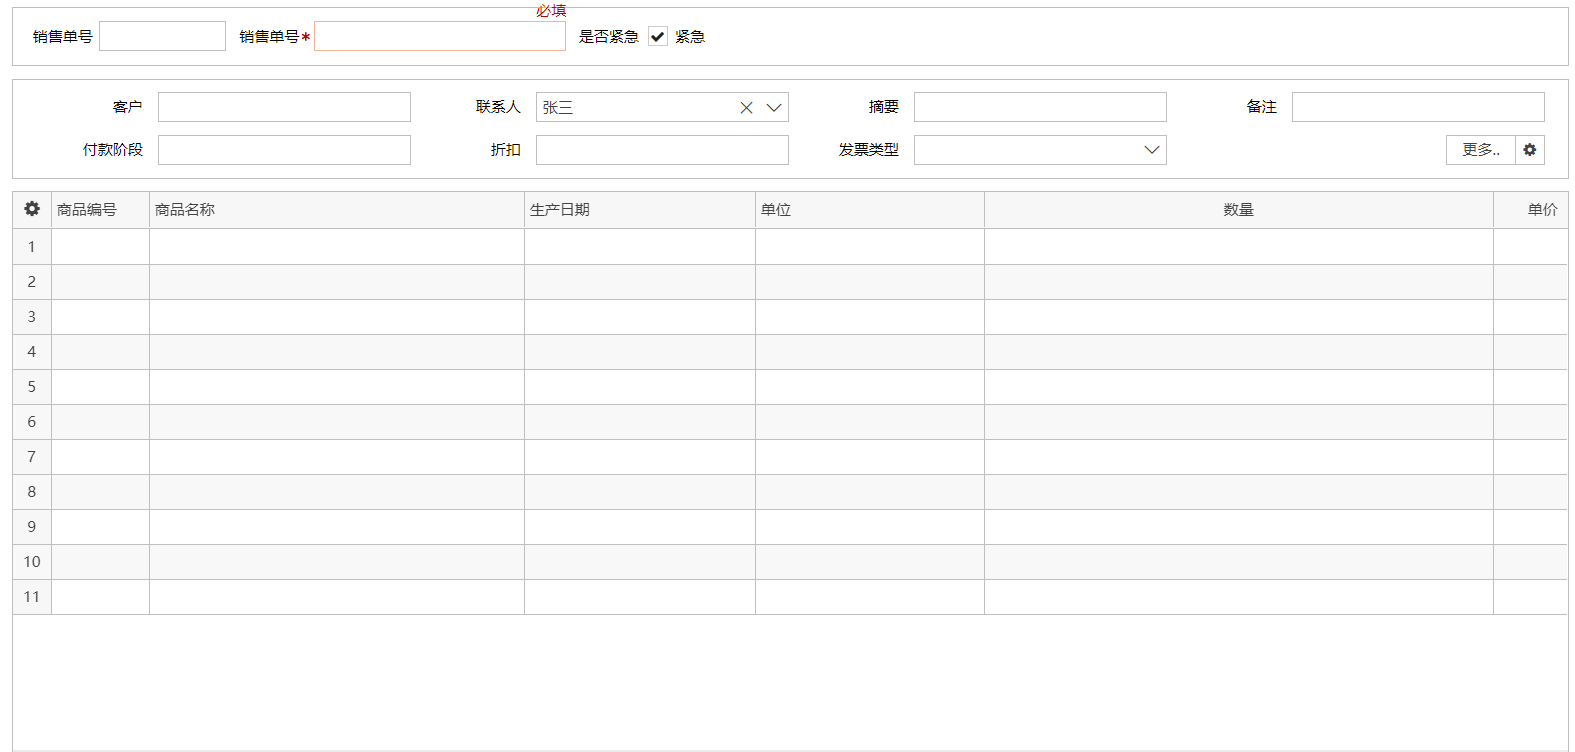 必填
销售单号 销售单号* 是否紧急 紧急
客户 联系人 张三 摘要 备注
付款阶段 折扣 发票类型 更多..
商品编号 商品名称 生产日期 单位 数量 单价
1
2
3
4
5
6
7
8
9
10
11